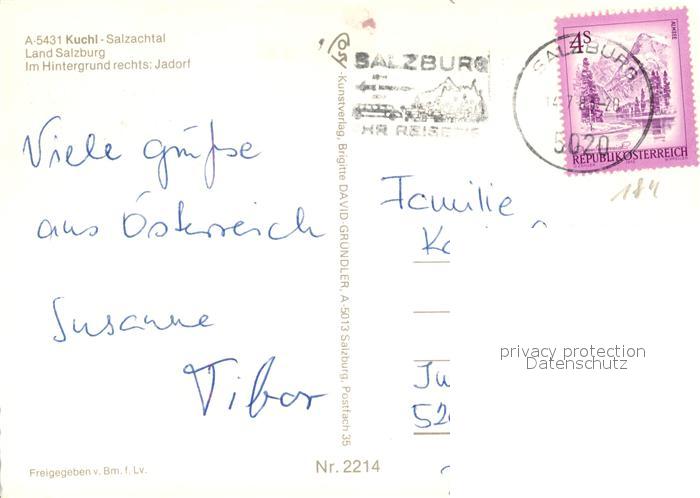 A-5431 Kuchl - Salzachtal
Land Salzburg
Im Hintergrund rechts: Jadorf
Viele Grüße
aus Österreich
Susanne
Tibor
Freigegeben v. Bm. f. Lv.
-Kunstverlag, Brigitte DAVID-GRUNDLER, A-5013 Salzburg, Postfach 35
Nr. 2214
SALZBURG
IHR REISEZIEL
SALZBURG
5020
4S
ALMSEE
REPUBLIK ÖSTERREICH
184
Familie
privacy protection
Datenschutz